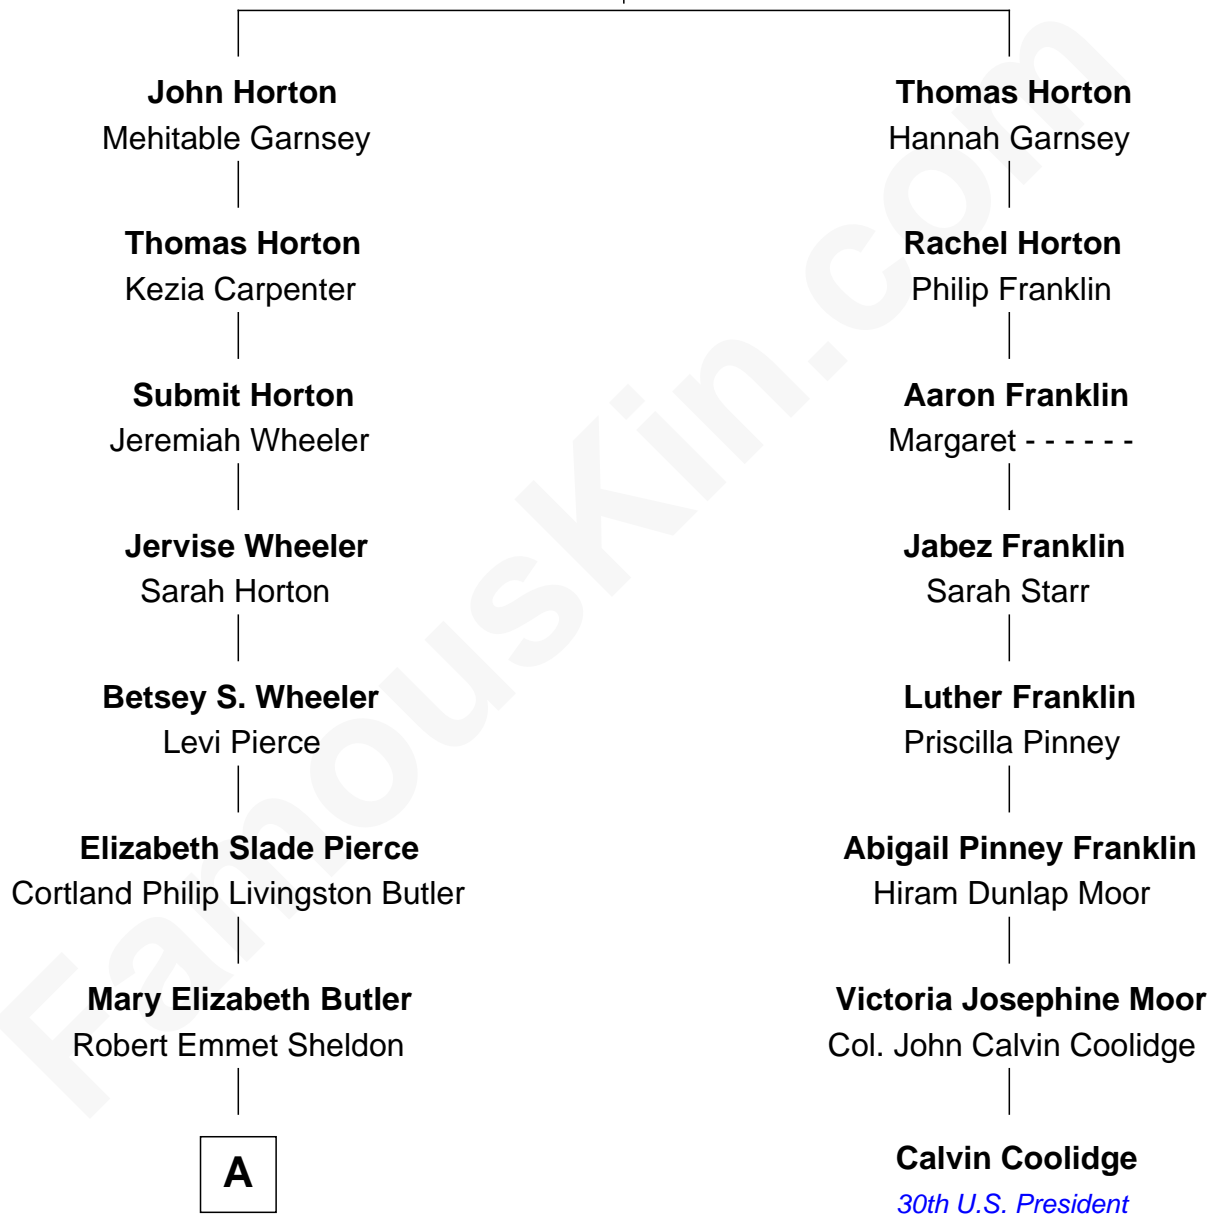 John Horton
Mehitable Garnsey
Thomas Horton
Kezia Carpenter
Submit Horton
Jeremiah Wheeler
Jervise Wheeler
Sarah Horton
Betsey S. Wheeler
Levi Pierce
Elizabeth Slade Pierce
Cortland Philip Livingston Butler
Mary Elizabeth Butler
Robert Emmet Sheldon
A
Thomas Horton
Hannah Garnsey
Rachel Horton
Philip Franklin
Aaron Franklin
Margaret - - - - - -
Jabez Franklin
Sarah Starr
Luther Franklin
Priscilla Pinney
Abigail Pinney Franklin
Hiram Dunlap Moor
Victoria Josephine Moor
Col. John Calvin Coolidge
Calvin Coolidge
30th U.S. President
FamousKin.com